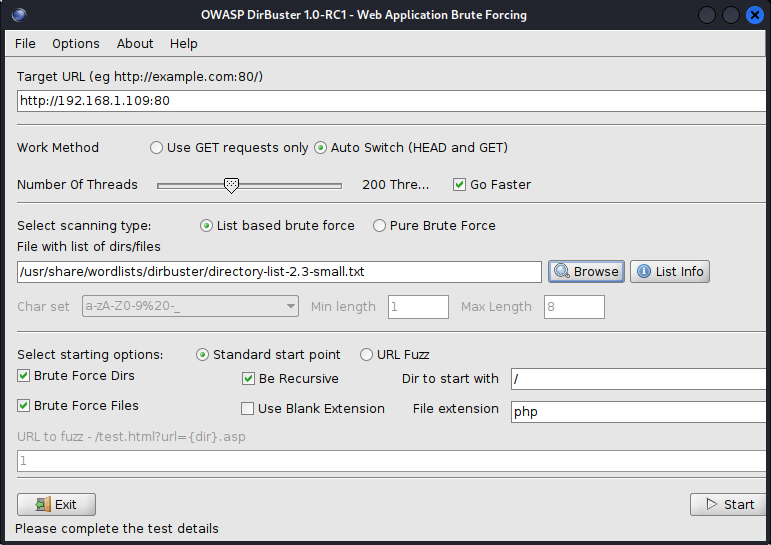 OWASP DirBuster 1.0-RC1 - Web Application Brute Forcing
File Options About Help
Target URL (eg http://example.com:80/)
http://192.168.1.109:80
Work Method Use GET requests only Auto Switch (HEAD and GET)
Number Of Threads 200 Thre... Go Faster
Select scanning type: List based brute force Pure Brute Force
File with list of dirs/files
/usr/share/wordlists/dirbuster/directory-list-2.3-small.txt Browse List Info
Char set a-zA-Z0-9%20-_ Min length 1 Max Length 8
Select starting options: Standard start point URL Fuzz
Brute Force Dirs Be Recursive Dir to start with /
Brute Force Files Use Blank Extension File extension php
URL to fuzz - /test.html?url={dir}.asp
1
Exit Start
Please complete the test details